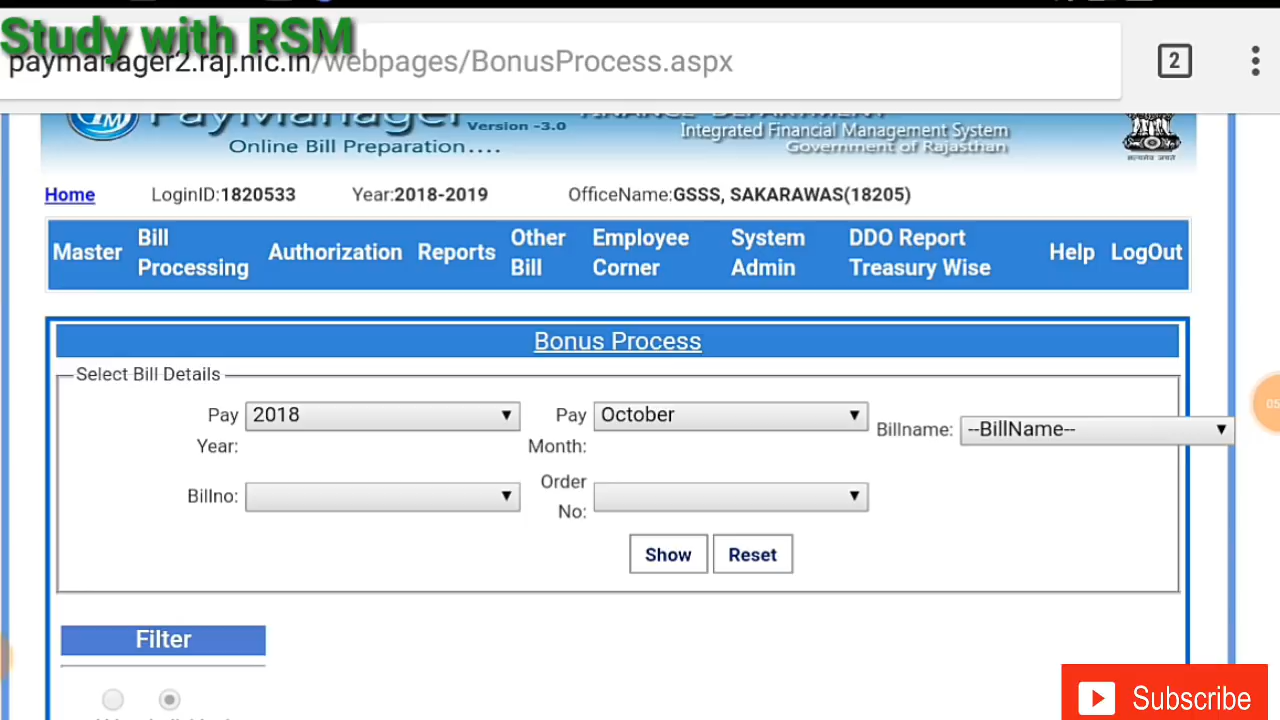 Study with RSM
paymanager2.raj.nic.in/webpages/BonusProcess.aspx
2
PayManager Version -3.0
FINANCE DEPARTMENT
Integrated Financial Management System
Online Bill Preparation....
Government of Rajasthan
Home LoginID:1820533 Year:2018-2019 OfficeName:GSSS, SAKARAWAS(18205)
Master Bill Processing Authorization Reports Other Bill Employee Corner System Admin DDO Report Treasury Wise Help LogOut
Bonus Process
Select Bill Details
Pay Year: 2018 Pay Month: October Billname: --BillName--
Billno: Order No:
Show Reset
Filter
Subscribe